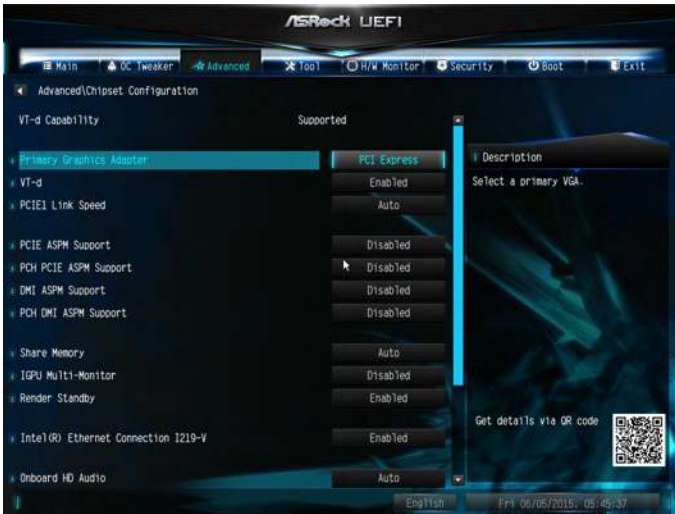 ASRock UEFI
Main OC Tweaker Advanced Tool H/W Monitor Security Boot Exit
Advanced\Chipset Configuration
VT-d Capability Supported
Primary Graphics Adapter PCI Express
VT-d Enabled
PCIE1 Link Speed Auto
PCIE ASPM Support Disabled
PCH PCIE ASPM Support Disabled
DMI ASPM Support Disabled
PCH DMI ASPM Support Disabled
Share Memory Auto
IGPU Multi-Monitor Disabled
Render Standby Enabled
Intel(R) Ethernet Connection I219-V Enabled
Onboard HD Audio Auto
Description
Select a primary VGA.
Get details via QR code
English Fri 06/05/2015. 05:45:37